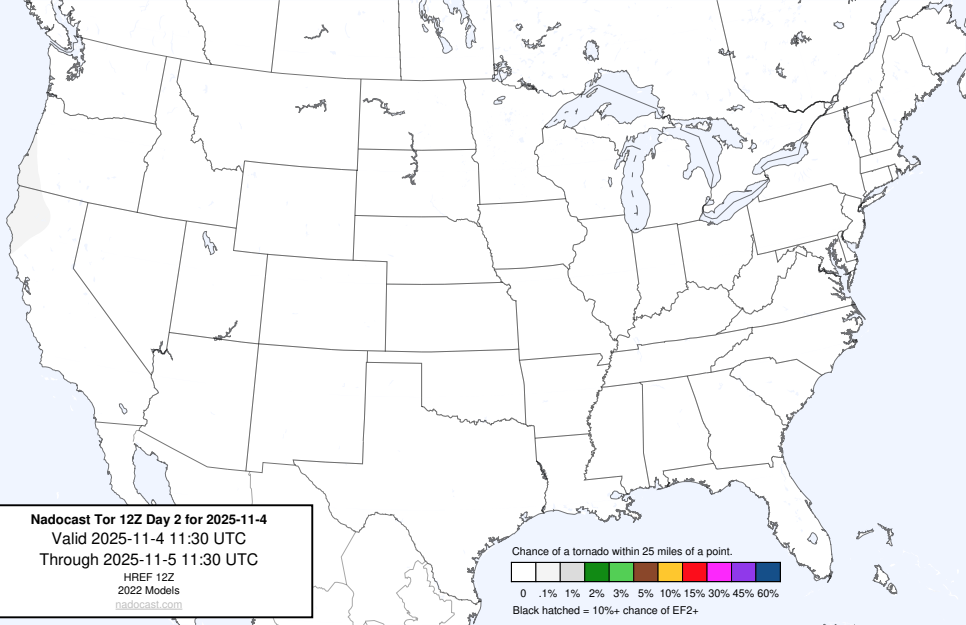 Nadocast Tor 12Z Day 2 for 2025-11-4
Valid 2025-11-4 11:30 UTC
Through 2025-11-5 11:30 UTC
HREF 12Z
2022 Models
nadocast.com
Chance of a tornado within 25 miles of a point.
0 .1% 1% 2% 3% 5% 10% 15% 30% 45% 60%
Black hatched = 10%+ chance of EF2+